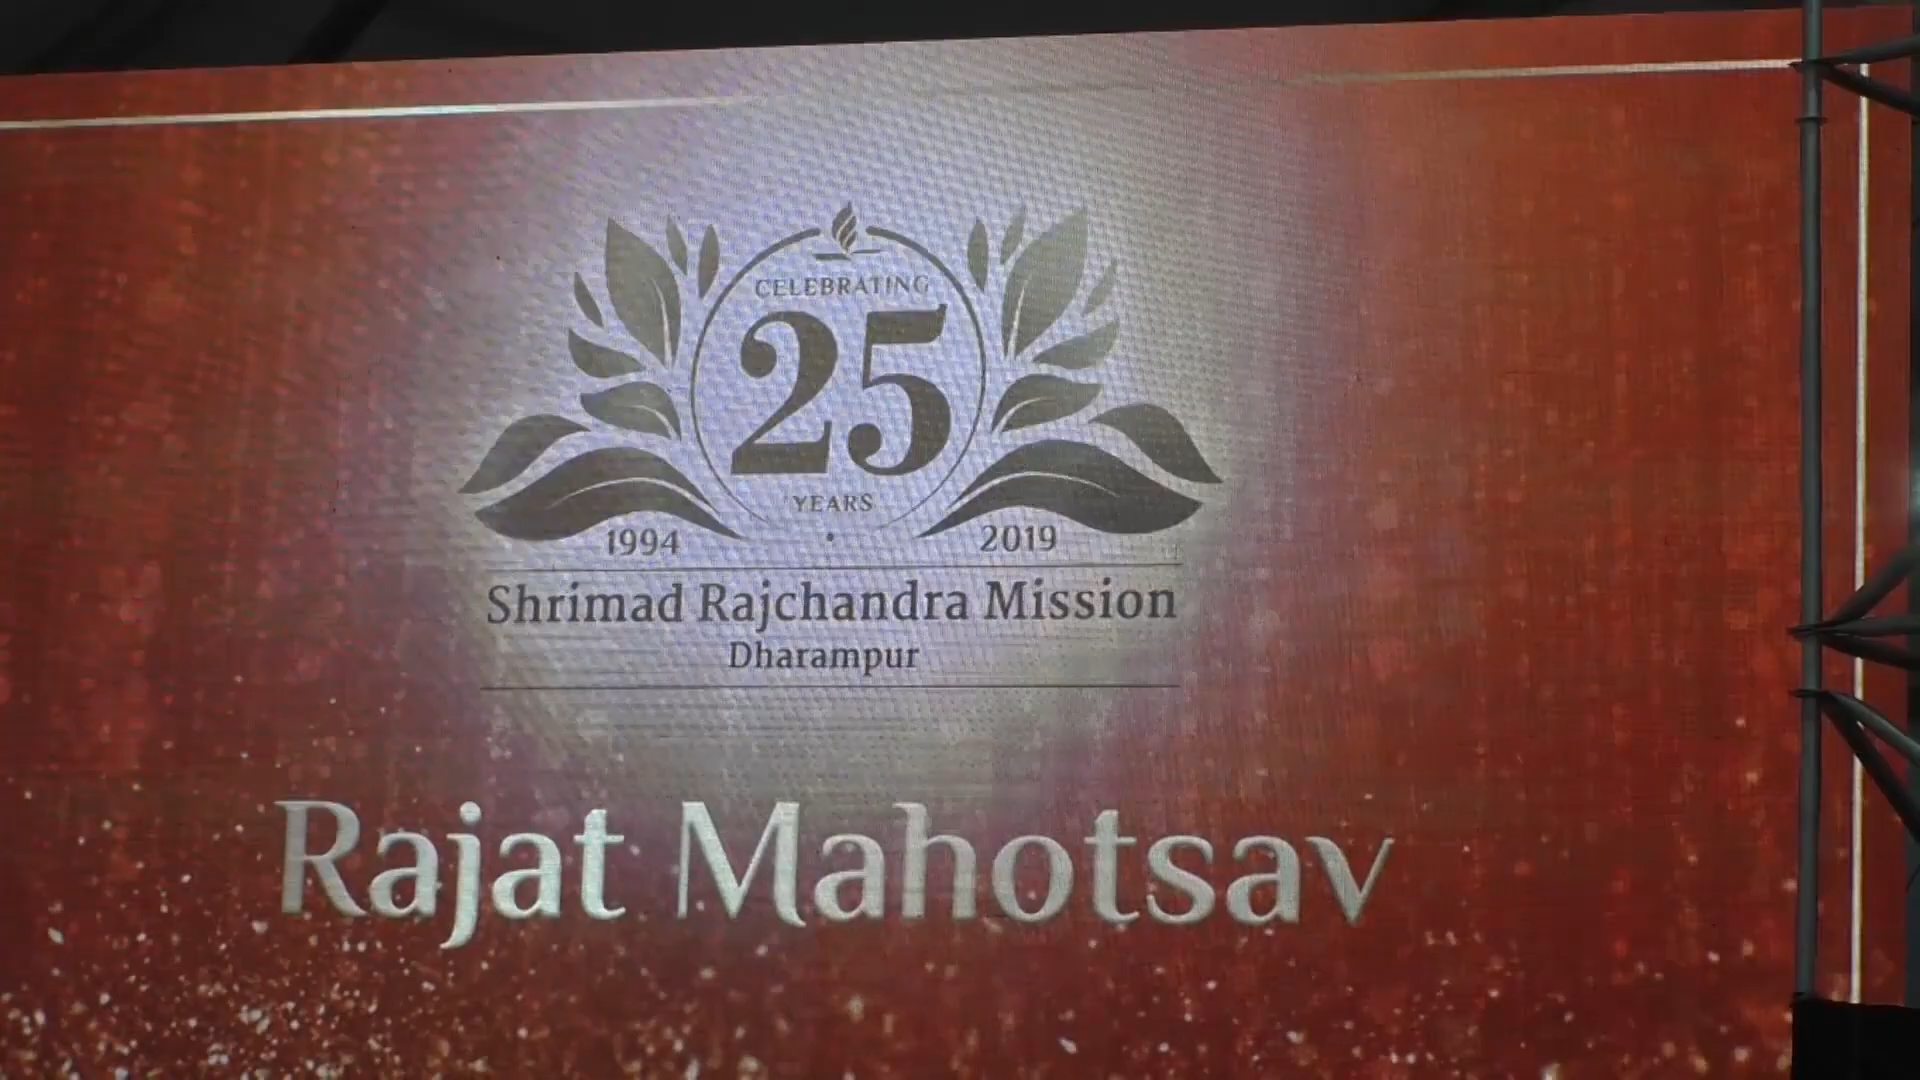 CELEBRATING
25
YEARS
1994 • 2019
Shrimad Rajchandra Mission
Dharampur
Rajat Mahotsav